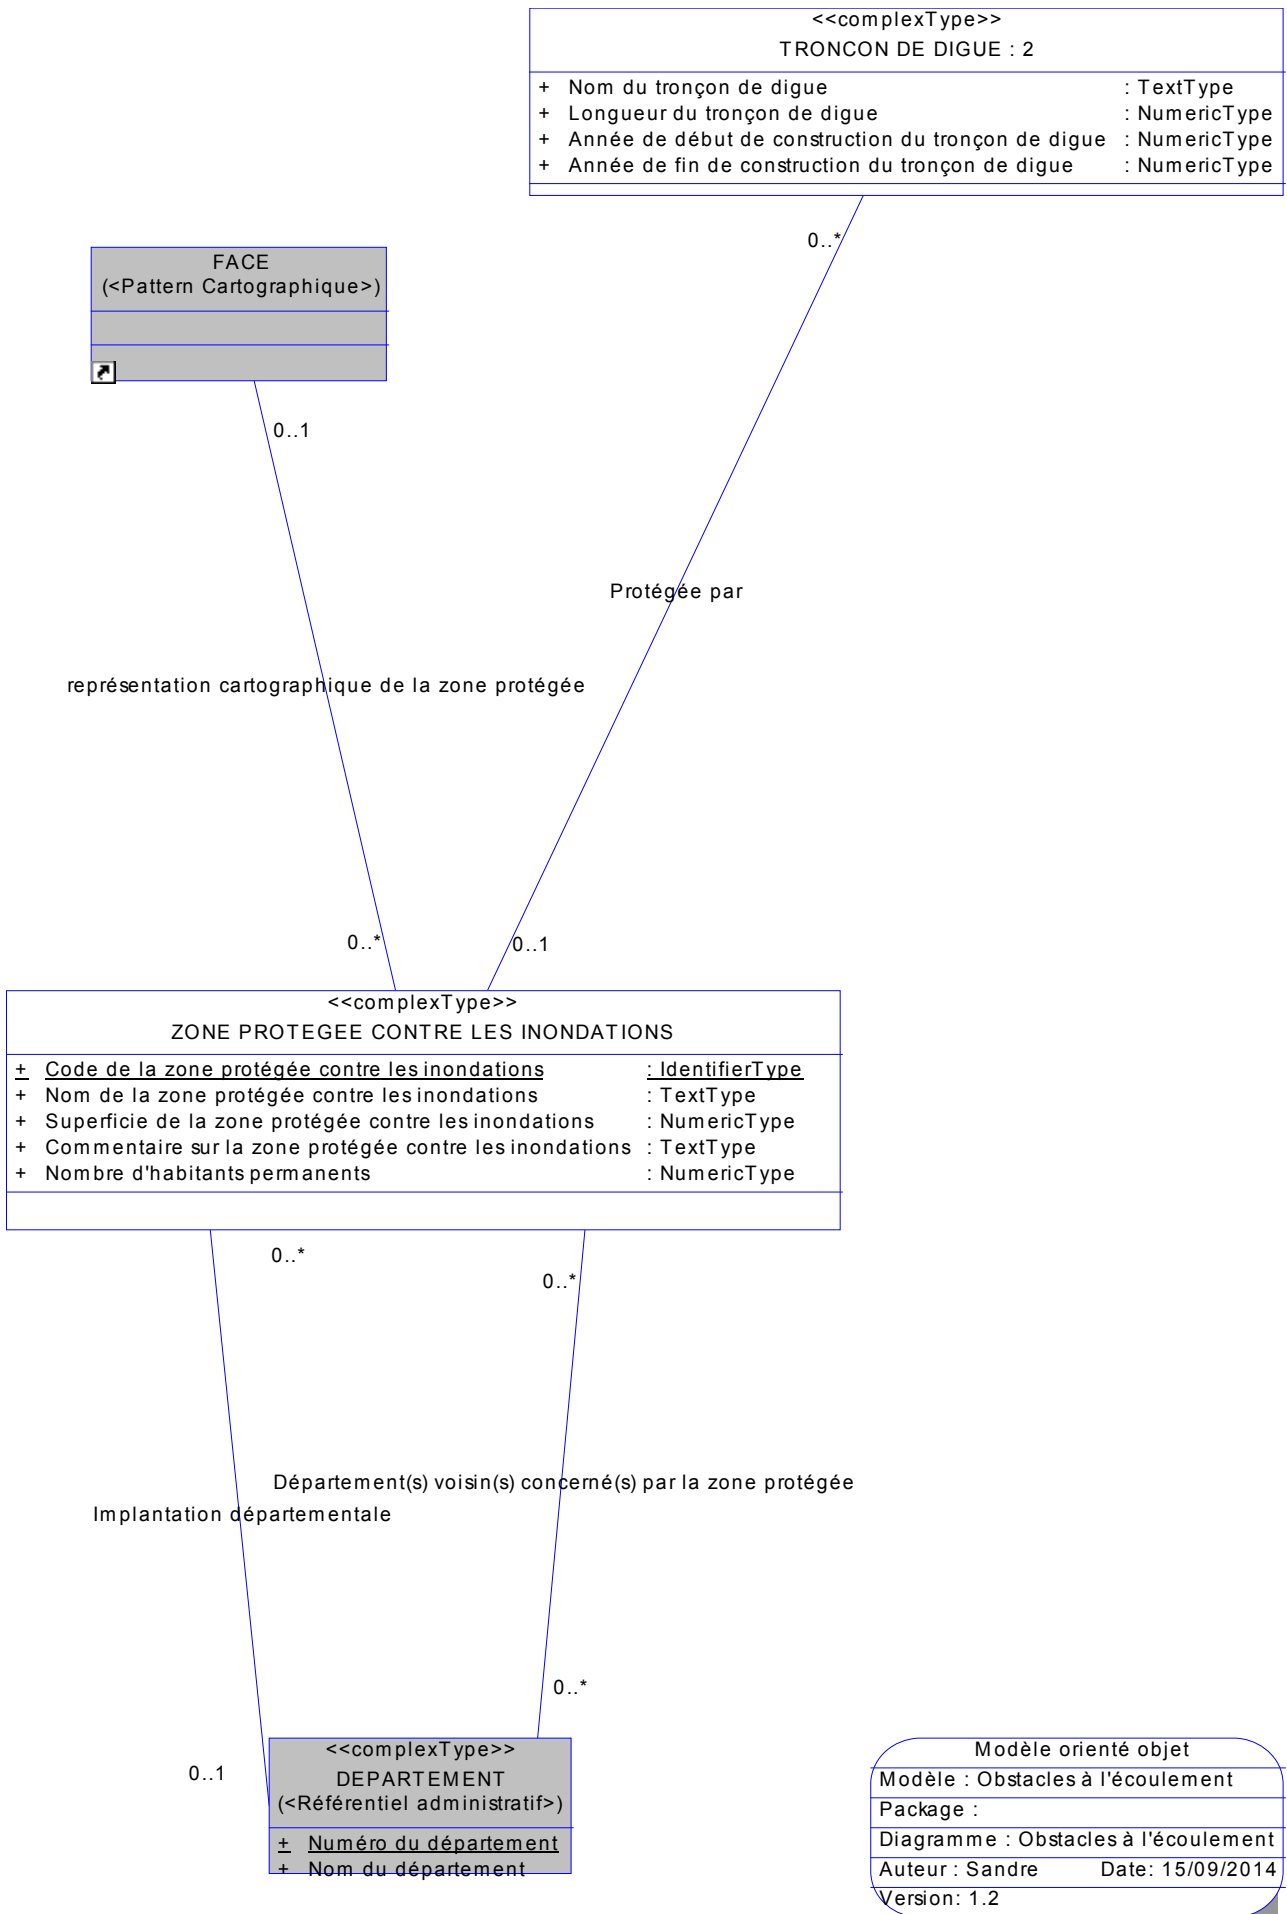 <<complexType>>
TRONCON DE DIGUE : 2
+ Nom du tronçon de digue : TextType
+ Longueur du tronçon de digue : NumericType
+ Année de début de construction du tronçon de digue : NumericType
+ Année de fin de construction du tronçon de digue : NumericType
0..*
FACE
(<Pattern Cartographique>)
0..1
Protégée par
représentation cartographique de la zone protégée
0..*
0..1
<<complexType>>
ZONE PROTEGEE CONTRE LES INONDATIONS
+ Code de la zone protégée contre les inondations : IdentifierType
+ Nom de la zone protégée contre les inondations : TextType
+ Superficie de la zone protégée contre les inondations : NumericType
+ Commentaire sur la zone protégée contre les inondations : TextType
+ Nombre d'habitants permanents : NumericType
0..*
0..*
Département(s) voisin(s) concerné(s) par la zone protégée
Implantation départementale
0..*
0..1
<<complexType>>
DEPARTEMENT
(<Référentiel administratif>)
+ Numéro du département
+ Nom du département
Modèle orienté objet
Modèle : Obstacles à l'écoulement
Package :
Diagramme : Obstacles à l'écoulement
Auteur : Sandre Date: 15/09/2014
Version: 1.2